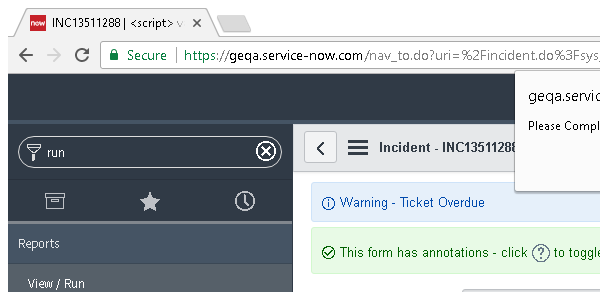 now INC13511288 | <script> v
Secure https://geqa.service-now.com/nav_to.do?uri=%2Fincident.do%3Fsys_
geqa.servic
Please Compl
run
Incident - INC13511288
Warning - Ticket Overdue
Reports
This form has annotations - click ? to toggle
View / Run